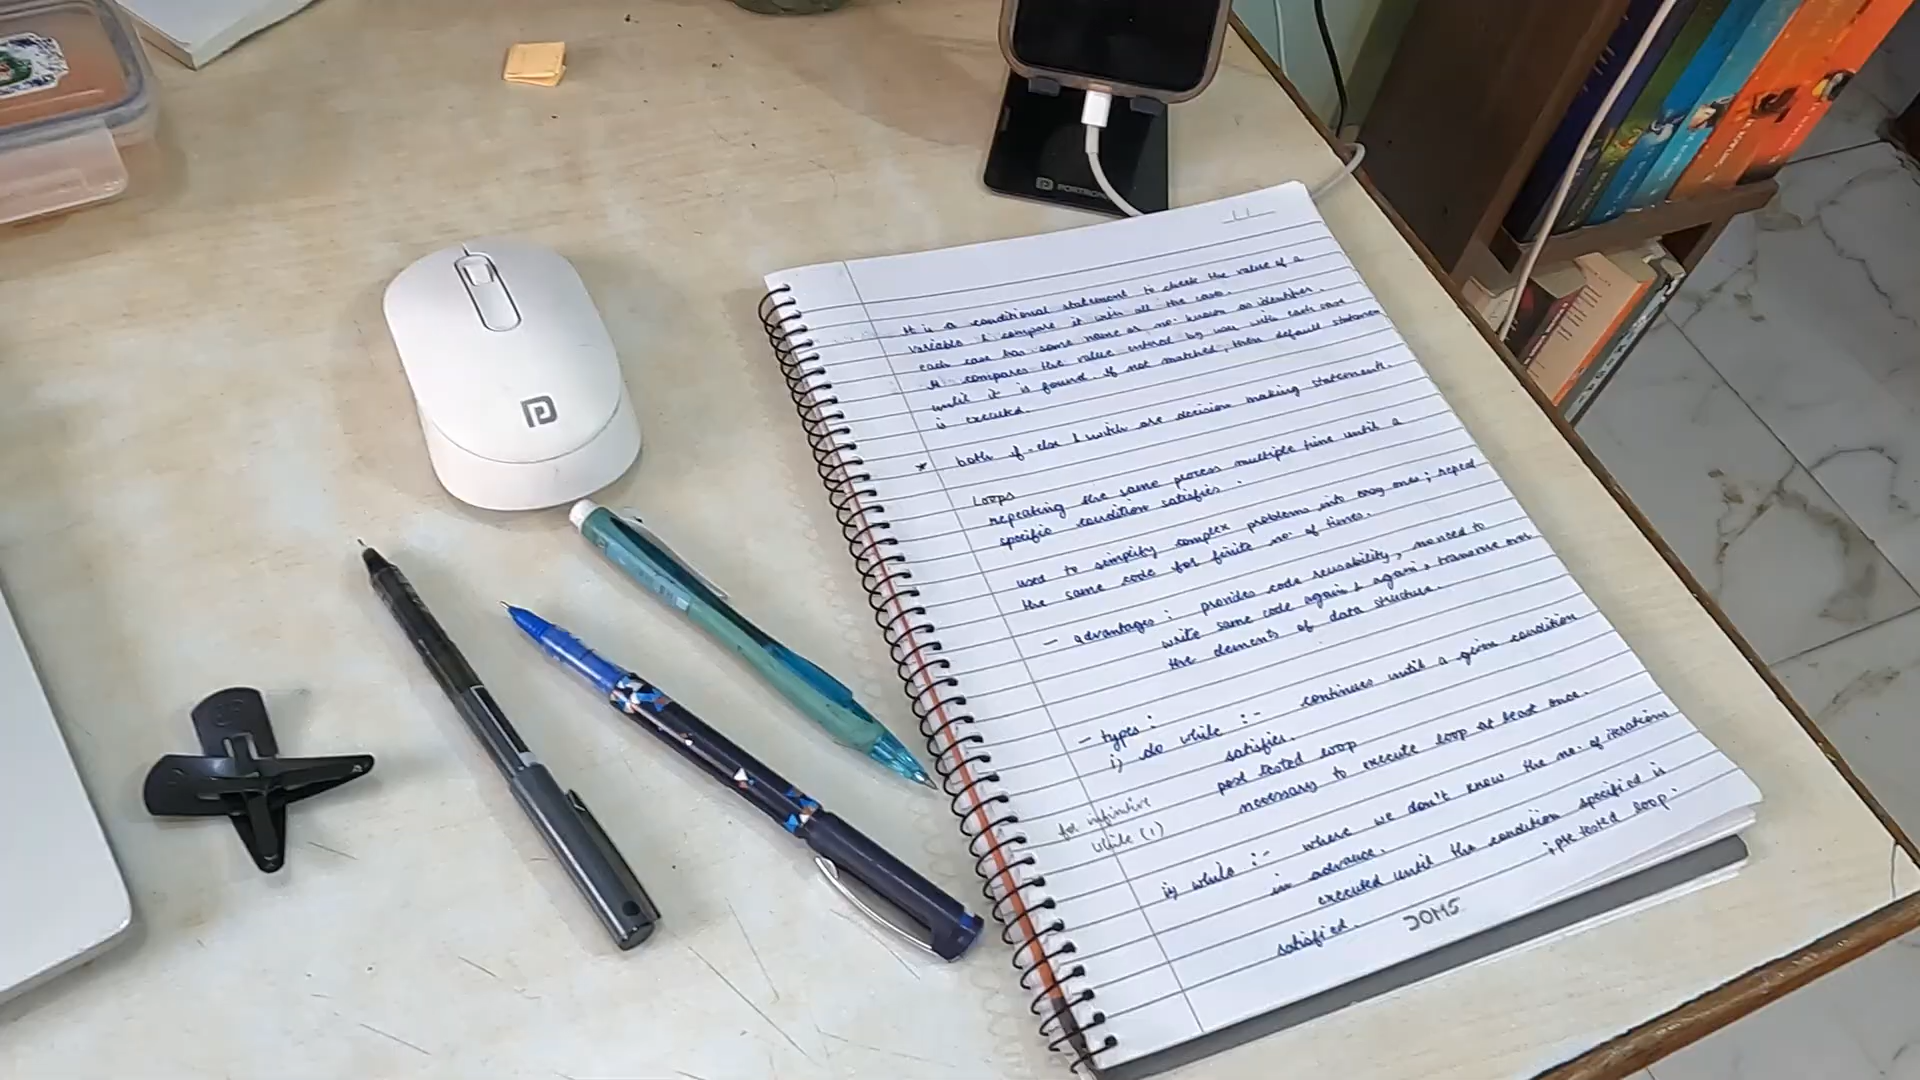 PORTRON
It is a conditional statement to check the value of a
variable & compare it with all the case.
each case has some name or no. known as identifier.
It compares the value entered by you with each case
until it is found. If not matched, then default statemen
is executed.
* both if-else & switch are decision making statements.
Loops
repeating the same process multiple time until a
specific condition satisfies.
used to simplify complex problems into easy ones; repeat
the same code for finite no. of times.
- advantages : provides code reusability, no need to
write same code again & again, transverse over
the elements of data structure.
- types :
i) do while :- continues until a given condition
satisfies.
post tested loop
necessary to execute loop at least once.
for infinitive
while (1)
ii) while :- where we don't know the no. of iterations
in advance.
executed until the condition specified is
satisfied. ; pre tested loop.